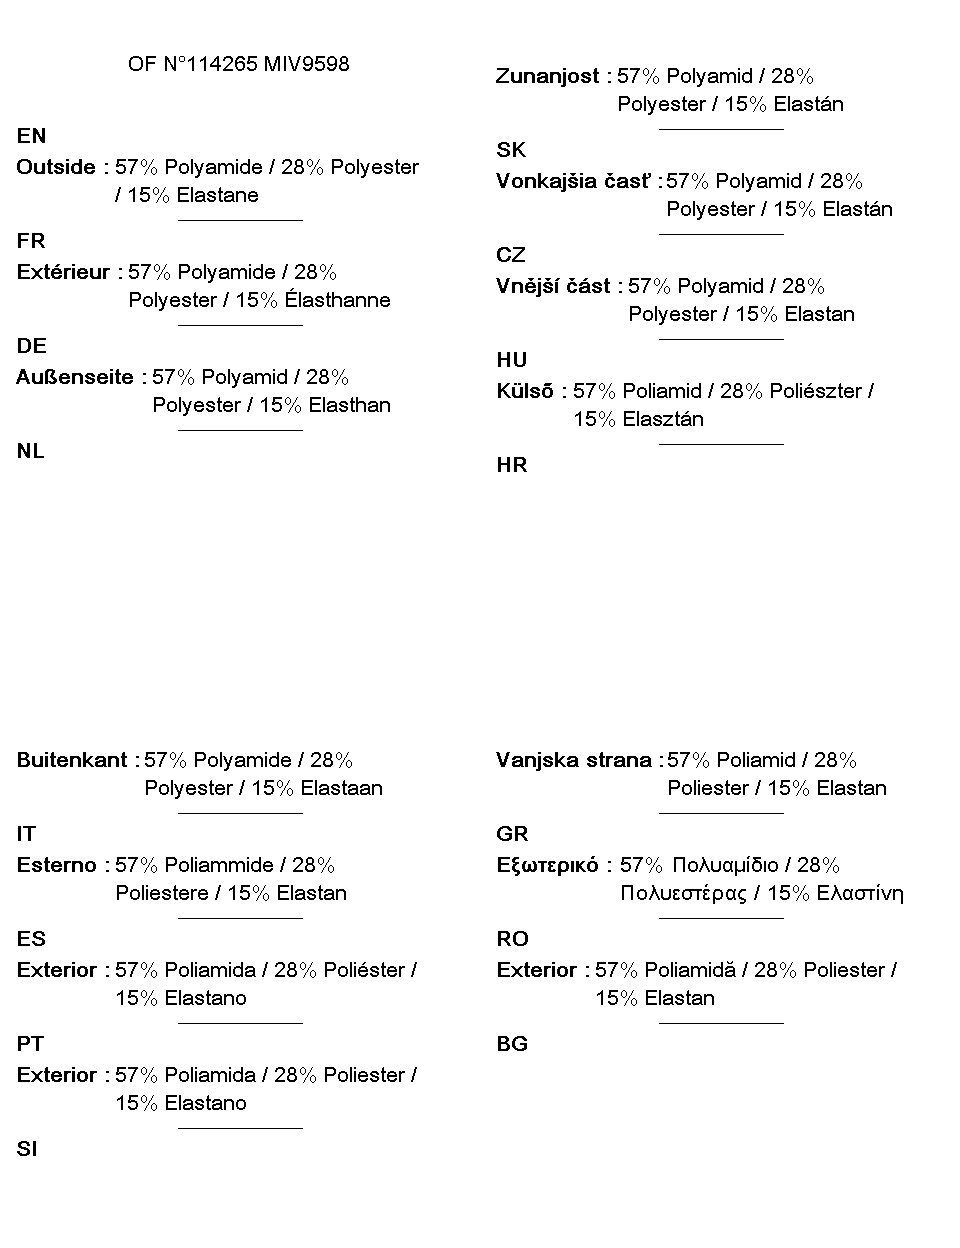 OF N°114265 MIV9598
EN
Outside : 57% Polyamide / 28% Polyester
/ 15% Elastane
FR
Extérieur : 57% Polyamide / 28%
Polyester / 15% Élasthanne
DE
Außenseite : 57% Polyamid / 28%
Polyester / 15% Elasthan
NL
Buitenkant : 57% Polyamide / 28%
Polyester / 15% Elastaan
IT
Esterno : 57% Poliammide / 28%
Poliestere / 15% Elastan
ES
Exterior : 57% Poliamida / 28% Poliéster /
15% Elastano
PT
Exterior : 57% Poliamida / 28% Poliester /
15% Elastano
SI
Zunanjost : 57% Polyamid / 28%
Polyester / 15% Elastán
SK
Vonkajšia časť : 57% Polyamid / 28%
Polyester / 15% Elastán
CZ
Vnější část : 57% Polyamid / 28%
Polyester / 15% Elastan
HU
Külső : 57% Poliamid / 28% Poliészter /
15% Elasztán
HR
Vanjska strana : 57% Poliamid / 28%
Poliester / 15% Elastan
GR
Εξωτερικό : 57% Πολυαμίδιο / 28%
Πολυεστέρας / 15% Ελαστίνη
RO
Exterior : 57% Poliamidă / 28% Poliester /
15% Elastan
BG